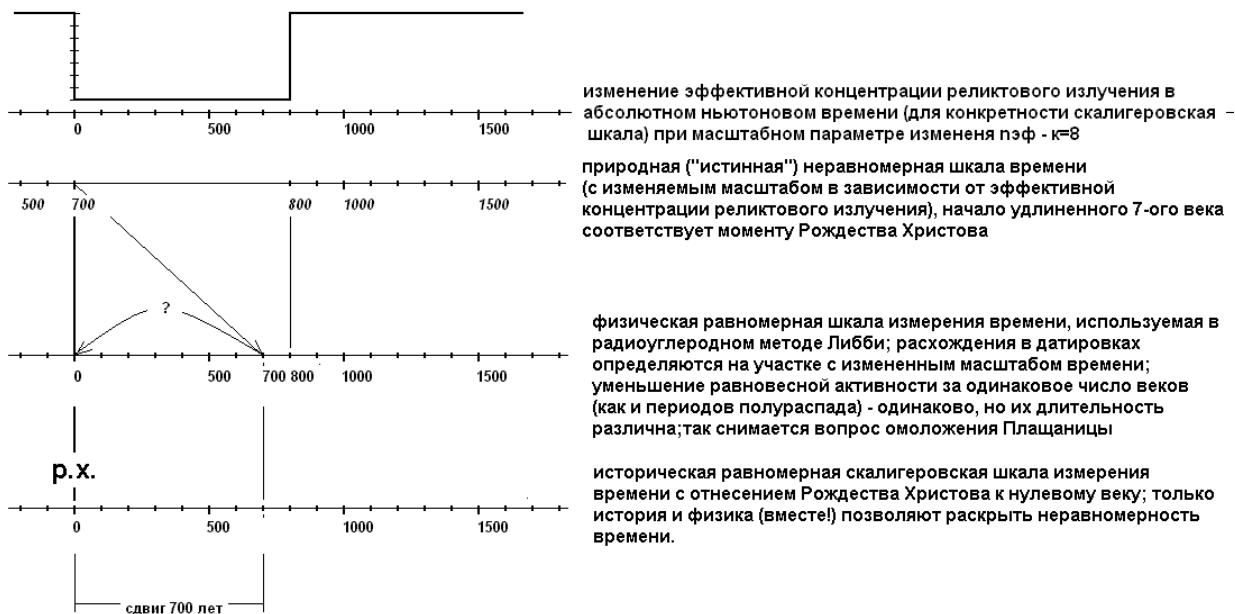 изменение эффективной концентрации реликтового излучения в
абсолютном ньютоновом времени (для конкретности скалигеровская
шкала) при масштабном параметре измененя nэф - к=8
0 500 1000 1500
природная ("истинная") неравномерная шкала времени
(с изменяемым масштабом в зависимости от эффективной
концентрации реликтового излучения), начало удлиненного 7-ого века
соответствует моменту Рождества Христова
500 700 800 1000 1500
?
физическая равномерная шкала измерения времени, используемая в
радиоуглеродном методе Либби; расхождения в датировках
определяются на участке с измененным масштабом времени;
уменьшение равновесной активности за одинаковое число веков
(как и периодов полураспада) - одинаково, но их длительность
различна;так снимается вопрос омоложения Плащаницы
0 500 700 800 1000 1500
р.х.
историческая равномерная скалигеровская шкала измерения
времени с отнесением Рождества Христова к нулевому веку; только
история и физика (вместе!) позволяют раскрыть неравномерность
времени.
0 500 1000 1500
сдвиг 700 лет